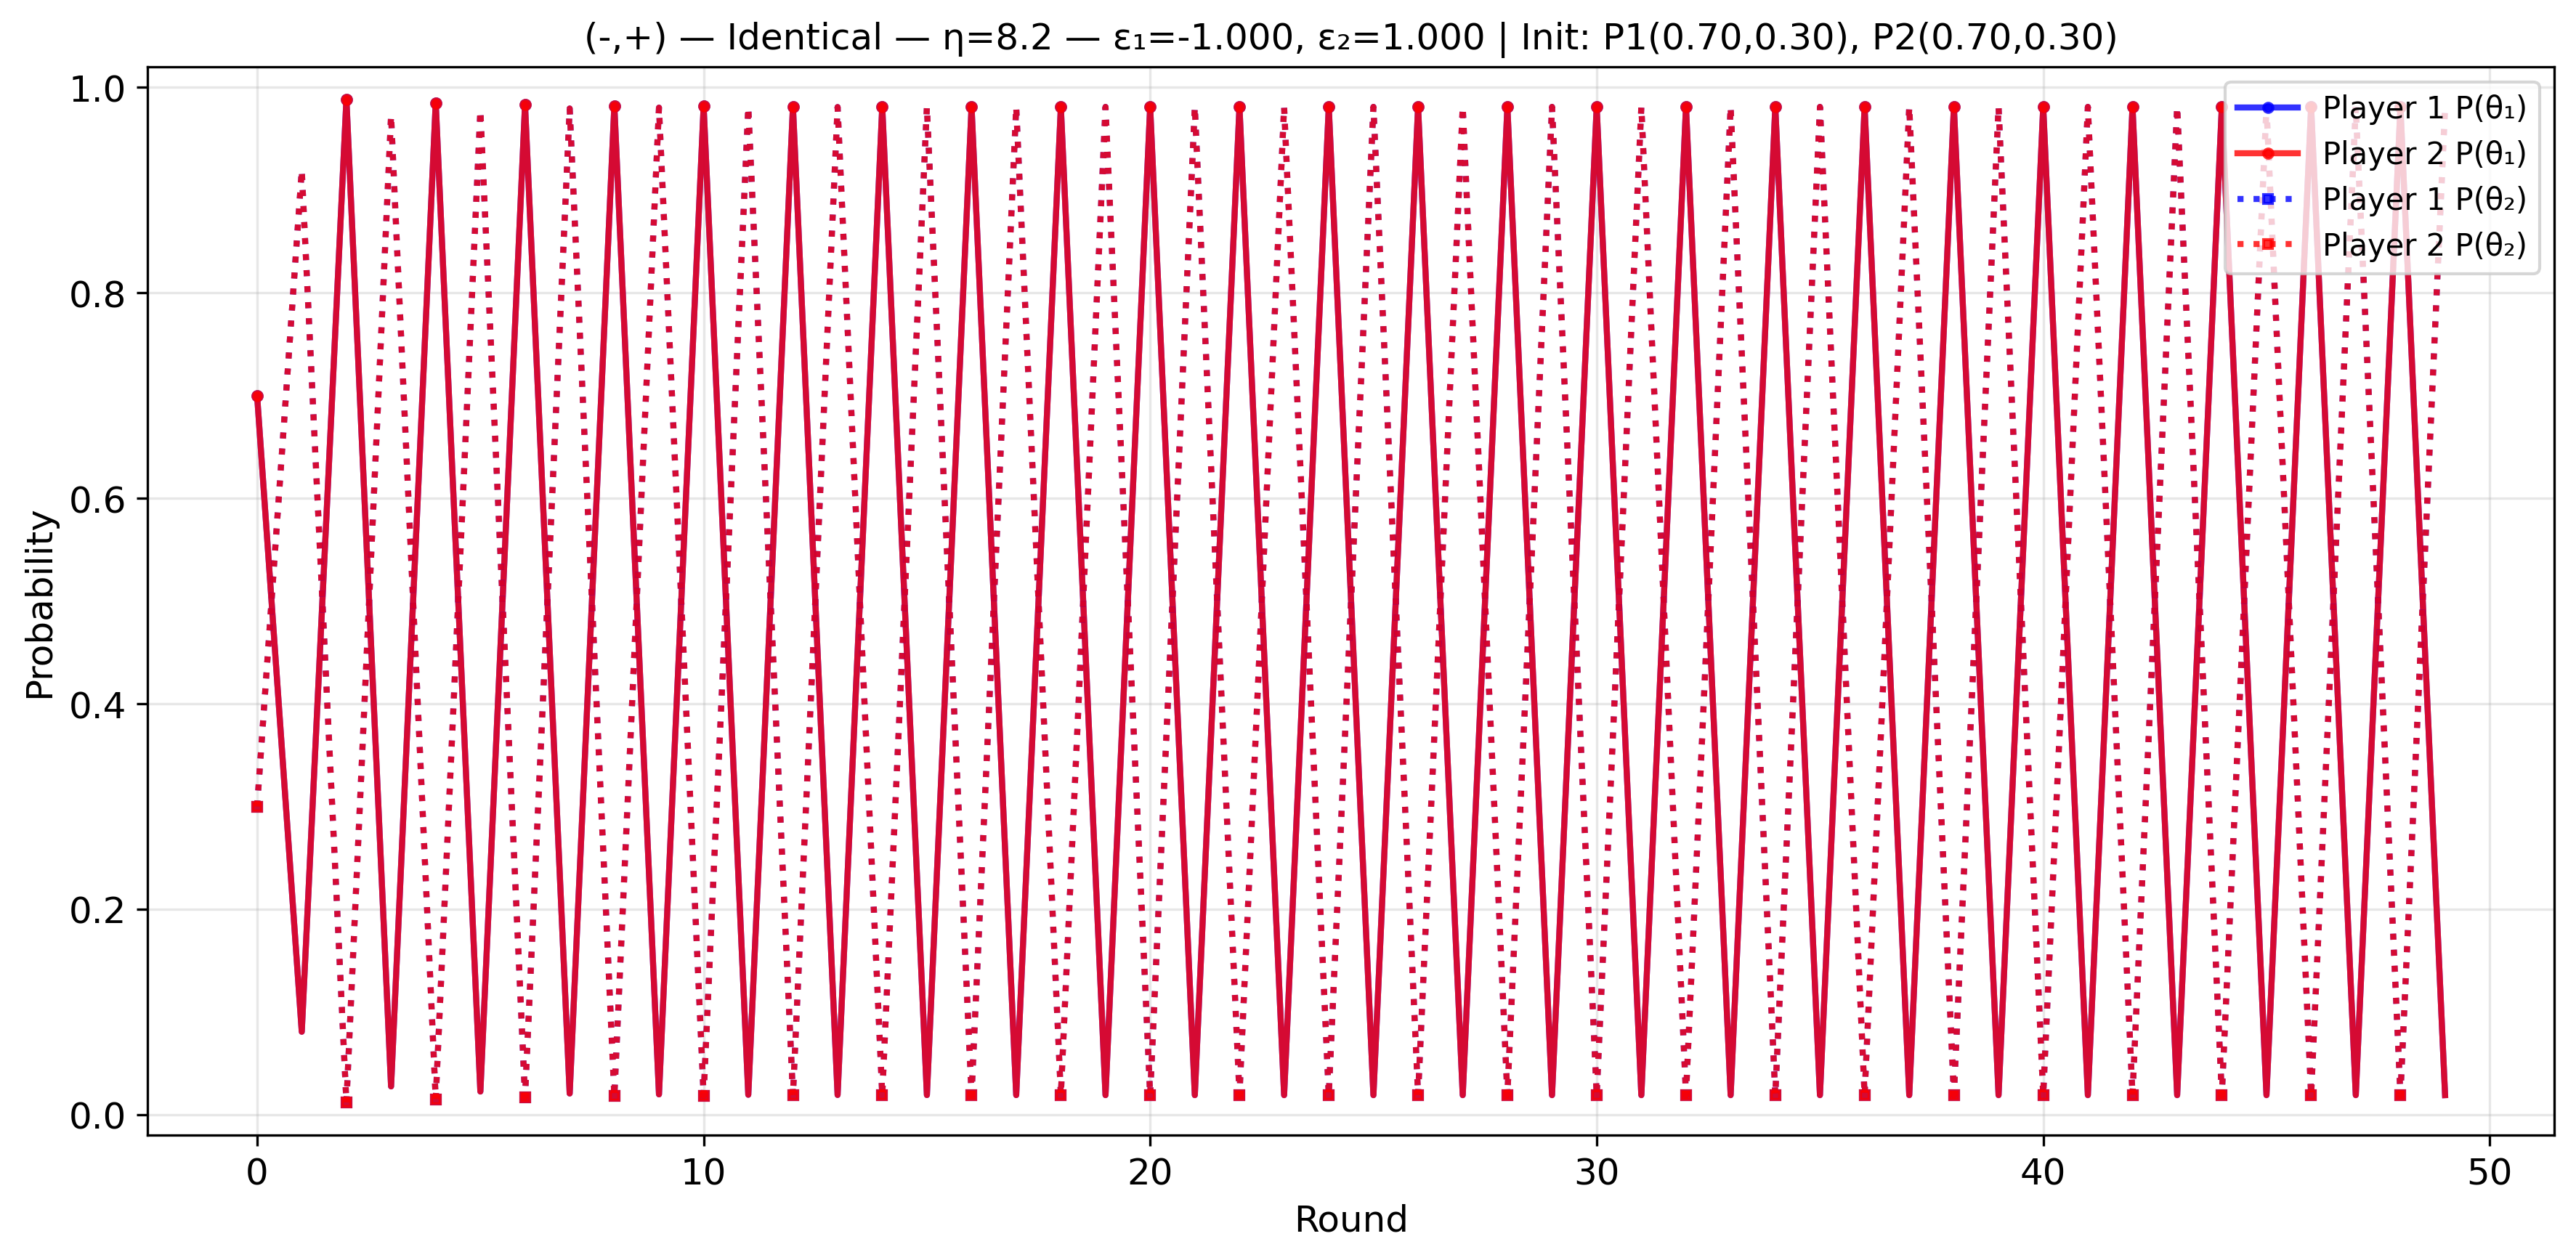 (-,+) — Identical — η=8.2 — ε₁=-1.000, ε₂=1.000 | Init: P1(0.70,0.30), P2(0.70,0.30)
1.0
0.8
0.6
0.4
0.2
0.0
Probability
Player 1 P(θ₁)
Player 2 P(θ₁)
Player 1 P(θ₂)
Player 2 P(θ₂)
0 10 20 30 40 50
Round